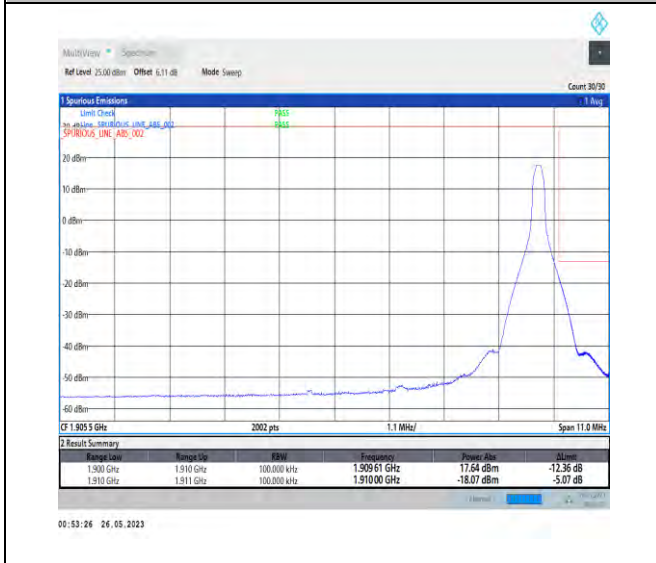 MultiView Spectrum
Ref Level 25.00 dBm Offset 6.11 dB Mode Sweep
Count 30/30
1 Spurious Emissions 1 Avg
Limit Check PASS
Line _SPURIOUS_LINE_ABS_002 PASS
_SPURIOUS_LINE_ABS_002
20 dBm
10 dBm
0 dBm
-10 dBm
-20 dBm
-30 dBm
-40 dBm
-50 dBm
-60 dBm
CF 1.905 5 GHz 2002 pts 1.1 MHz/ Span 11.0 MHz
2 Result Summary
Range Low Range Up RBW Frequency Power Abs ΔLimit
1.900 GHz 1.910 GHz 100.000 kHz 1.909 61 GHz 17.64 dBm -12.36 dB
1.910 GHz 1.911 GHz 100.000 kHz 1.910 00 GHz -18.07 dBm -5.07 dB
00:53:26 26.05.2023